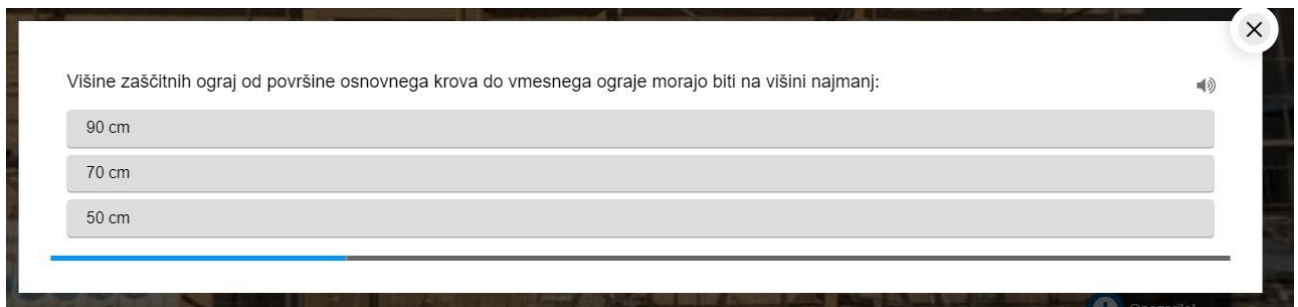 Višine zaščitnih ograj od površine osnovnega krova do vmesnega ograje morajo biti na višini najmanj:
90 cm
70 cm
50 cm